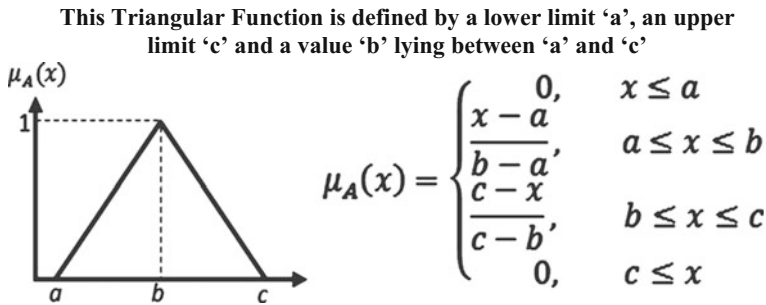 This Triangular Function is defined by a lower limit ‘a’, an upper
limit ‘c’ and a value ‘b’ lying between ‘a’ and ‘c’
μA(x)
1
a b c
μA(x) =
0, x ≤ a
x − a
b − a, a ≤ x ≤ b
c − x
c − b, b ≤ x ≤ c
0, c ≤ x